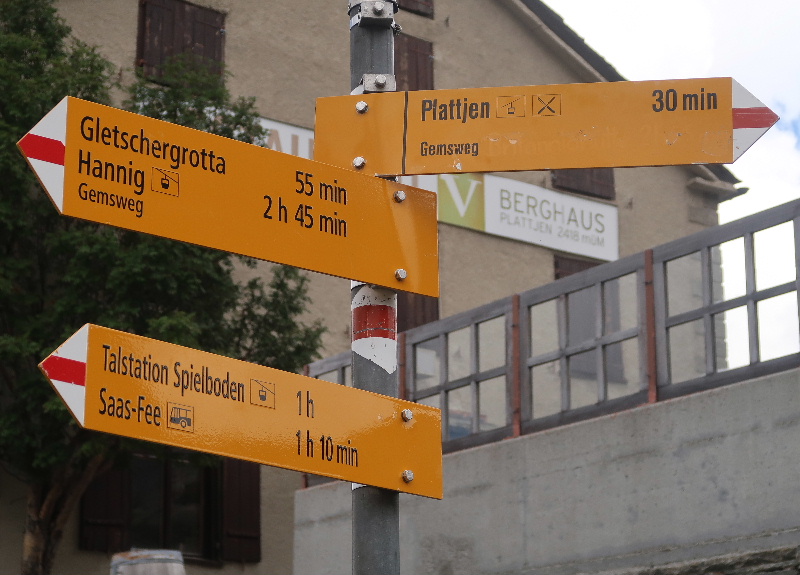 Plattjen 30 min
Gemsweg
Gletschergrotta 55 min
Hannig 2 h 45 min
Gemsweg
BERGHAUS
PLATTJEN 2418 müM
Talstation Spielboden 1 h
Saas-Fee 1 h 10 min